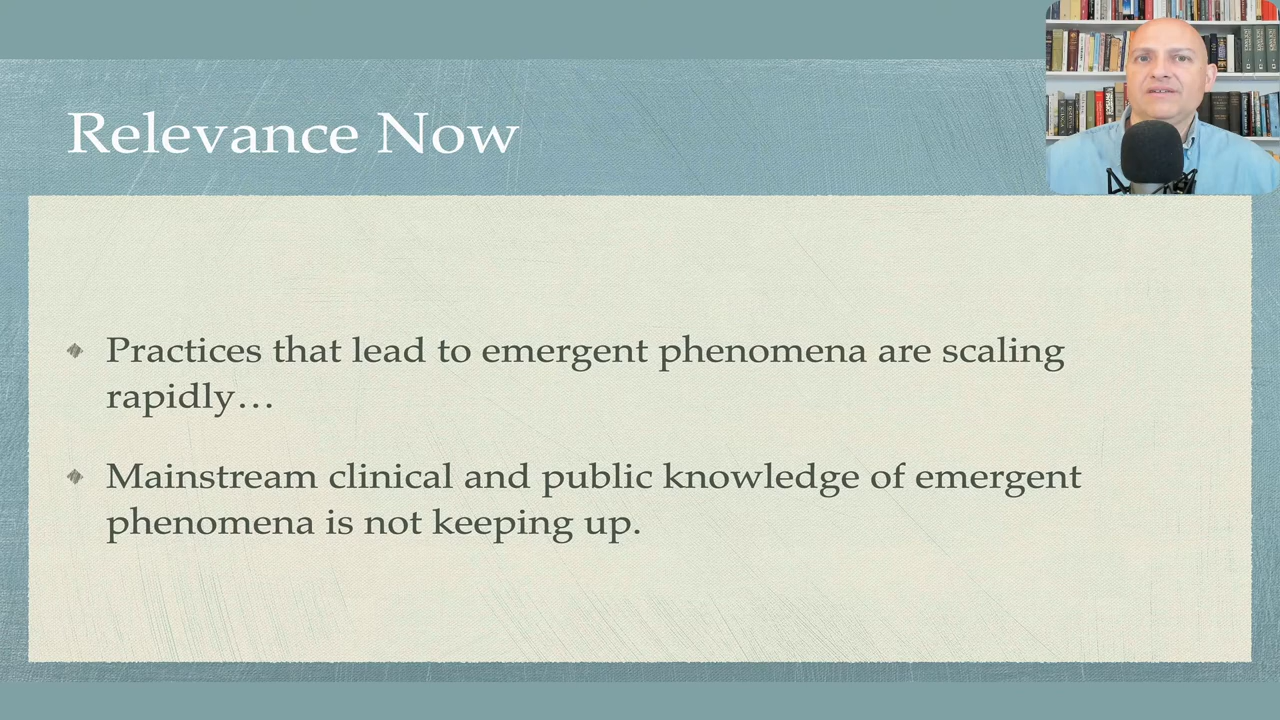 Relevance Now
Practices that lead to emergent phenomena are scaling
rapidly…
Mainstream clinical and public knowledge of emergent
phenomena is not keeping up.